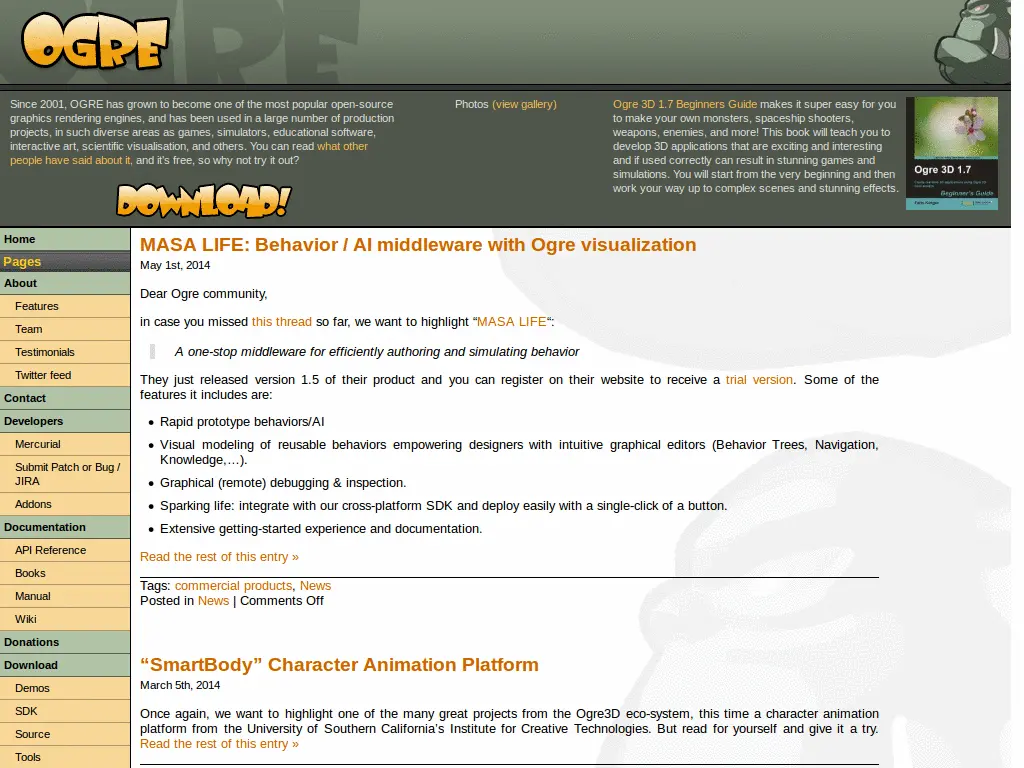 OGRE
Since 2001, OGRE has grown to become one of the most popular open-source
graphics rendering engines, and has been used in a large number of production
projects, in such diverse areas as games, simulators, educational software,
interactive art, scientific visualisation, and others. You can read what other
people have said about it, and it's free, so why not try it out?
DOWNLOAD!
Photos (view gallery)
Ogre 3D 1.7 Beginners Guide makes it super easy for you
to make your own monsters, spaceship shooters,
weapons, enemies, and more! This book will teach you to
develop 3D applications that are exciting and interesting
and if used correctly can result in stunning games and
simulations. You will start from the very beginning and then
work your way up to complex scenes and stunning effects.
Ogre 3D 1.7
Beginner's Guide
Home
Pages
About
Features
Team
Testimonials
Twitter feed
Contact
Developers
Mercurial
Submit Patch or Bug /
JIRA
Addons
Documentation
API Reference
Books
Manual
Wiki
Donations
Download
Demos
SDK
Source
Tools
MASA LIFE: Behavior / AI middleware with Ogre visualization
May 1st, 2014
Dear Ogre community,
in case you missed this thread so far, we want to highlight “MASA LIFE“:
A one-stop middleware for efficiently authoring and simulating behavior
They just released version 1.5 of their product and you can register on their website to receive a trial version. Some of the
features it includes are:
• Rapid prototype behaviors/AI
• Visual modeling of reusable behaviors empowering designers with intuitive graphical editors (Behavior Trees, Navigation,
Knowledge,…).
• Graphical (remote) debugging & inspection.
• Sparking life: integrate with our cross-platform SDK and deploy easily with a single-click of a button.
• Extensive getting-started experience and documentation.
Read the rest of this entry »
Tags: commercial products, News
Posted in News | Comments Off
“SmartBody” Character Animation Platform
March 5th, 2014
Once again, we want to highlight one of the many great projects from the Ogre3D eco-system, this time a character animation
platform from the University of Southern California’s Institute for Creative Technologies. But read for yourself and give it a try.
Read the rest of this entry »